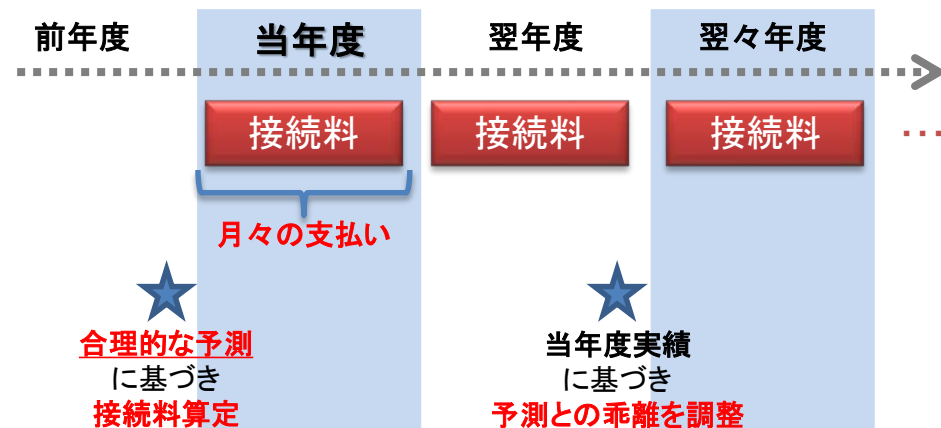 前年度
当年度
翌年度
翌々年度
接続料
接続料
接続料
月々の支払い
合理的な予測
に基づき
接続料算定
当年度実績
に基づき
予測との乖離を調整